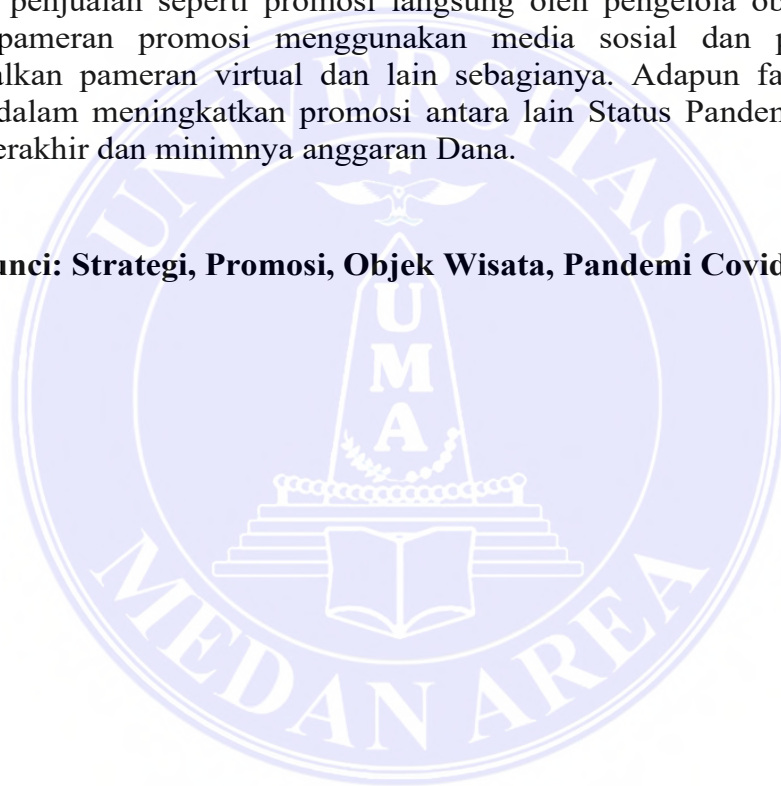 penjualan seperti promosi langsung oleh pengelola ob
pameran promosi menggunakan media sosial dan p
alkan pameran virtual dan lain sebagianya. Adapun fa
dalam meningkatkan promosi antara lain Status Pandem
erakhir dan minimnya anggaran Dana.
unci: Strategi, Promosi, Objek Wisata, Pandemi Covid
UNIVERSITAS
U
M
A
MEDAN AREA